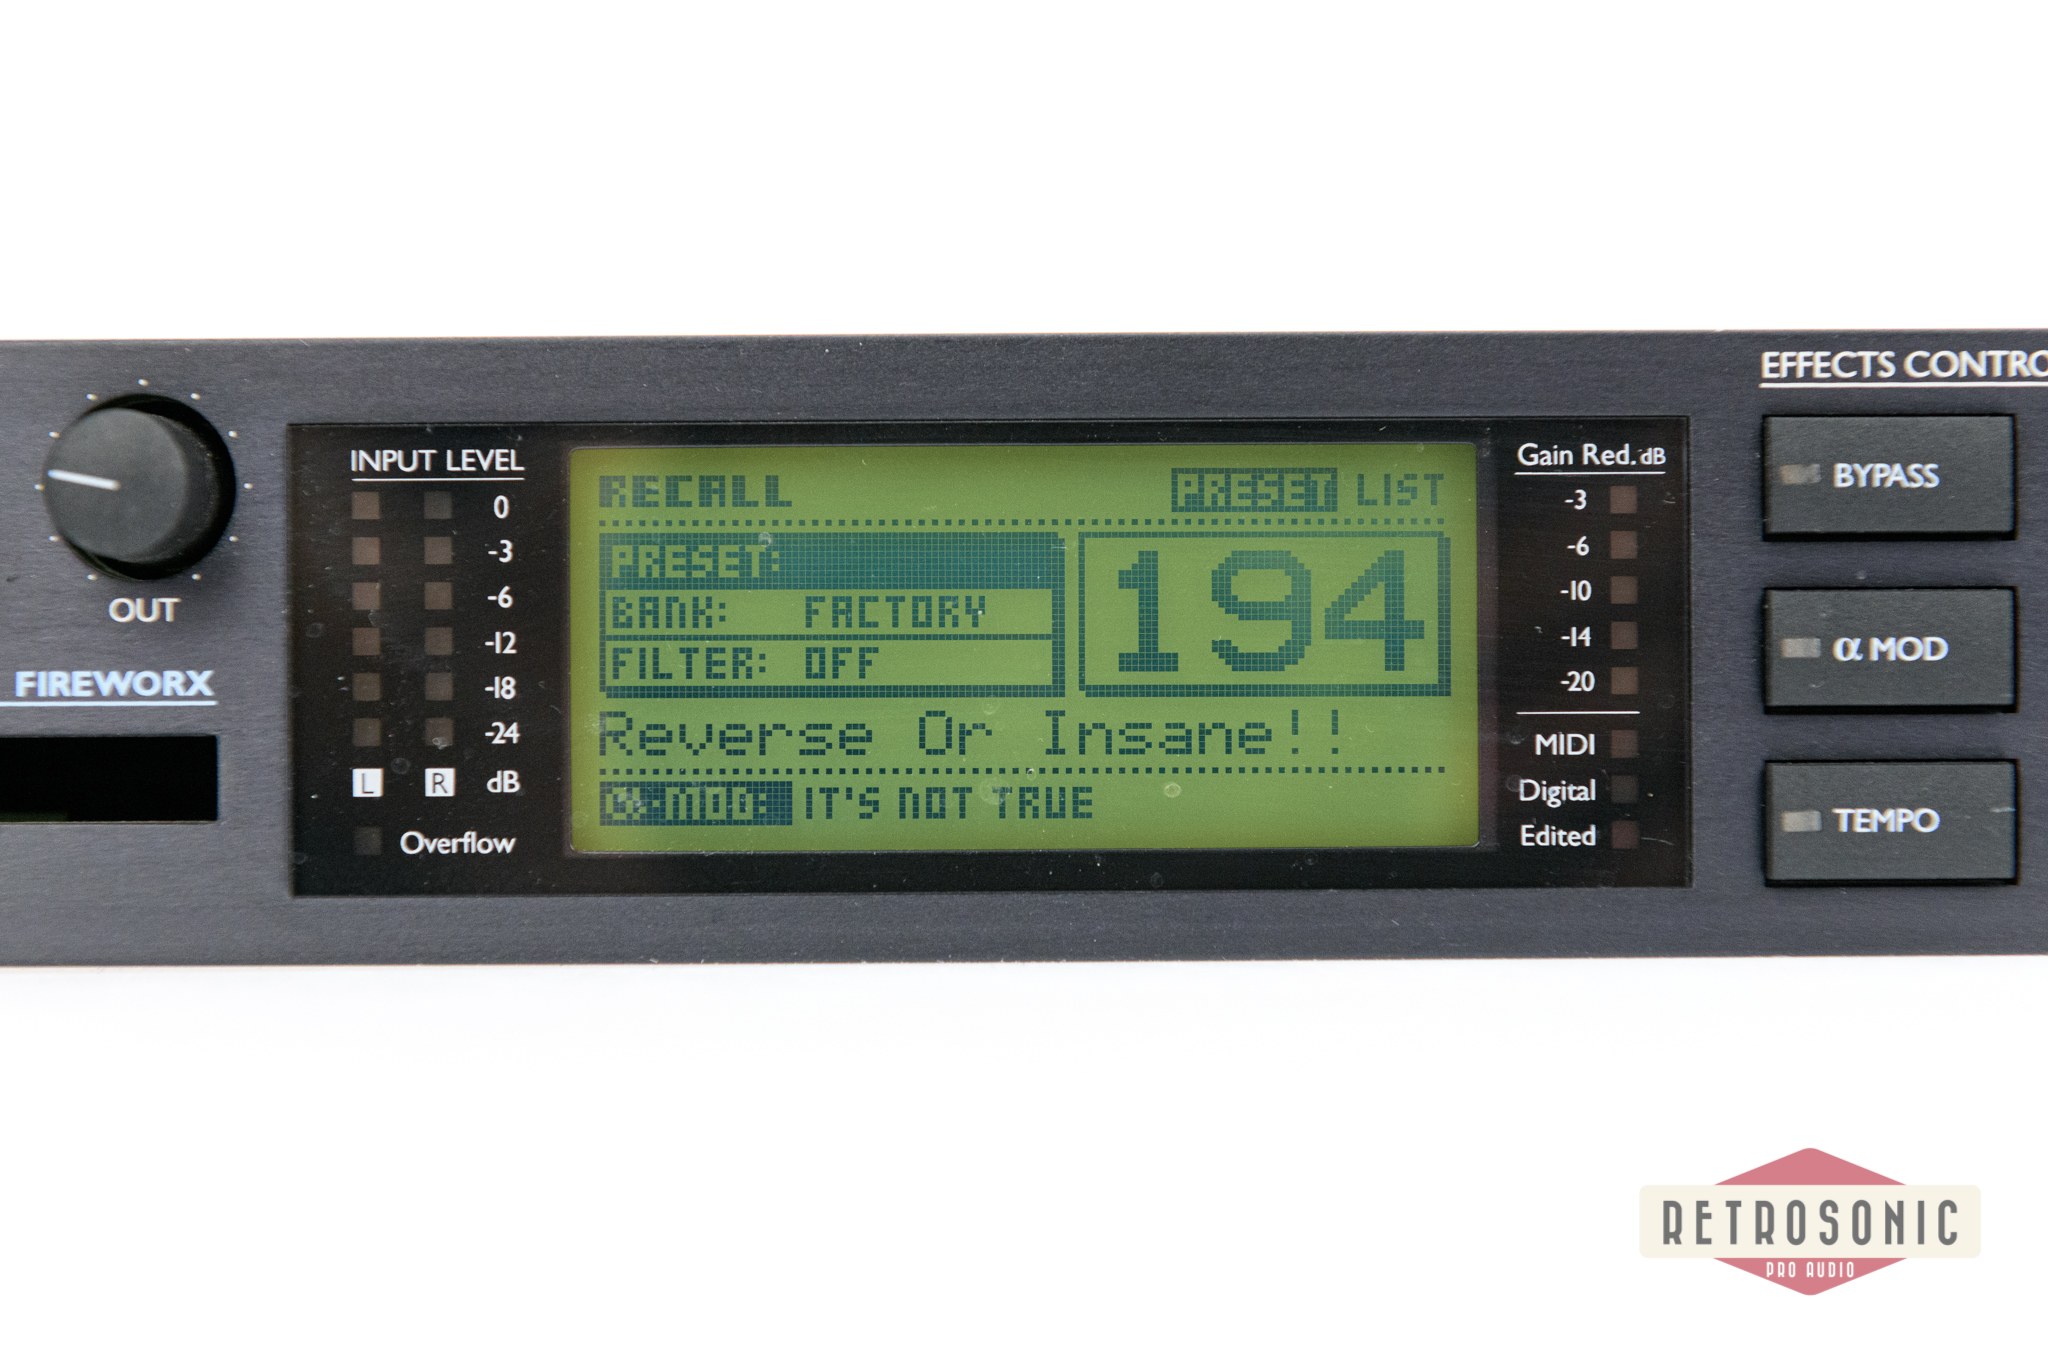 OUT
FIREWORX
INPUT LEVEL
0
-3
-6
-12
-18
-24
L R dB
Overflow
RECALL PRESET LIST
PRESET:
BANK: FACTORY
FILTER: OFF
194
Reverse Or Insane!!
α MOD: IT'S NOT TRUE
Gain Red. dB
-3
-6
-10
-14
-20
MIDI
Digital
Edited
EFFECTS CONTRO
BYPASS
α MOD
TEMPO
RETROSONIC
PRO AUDIO